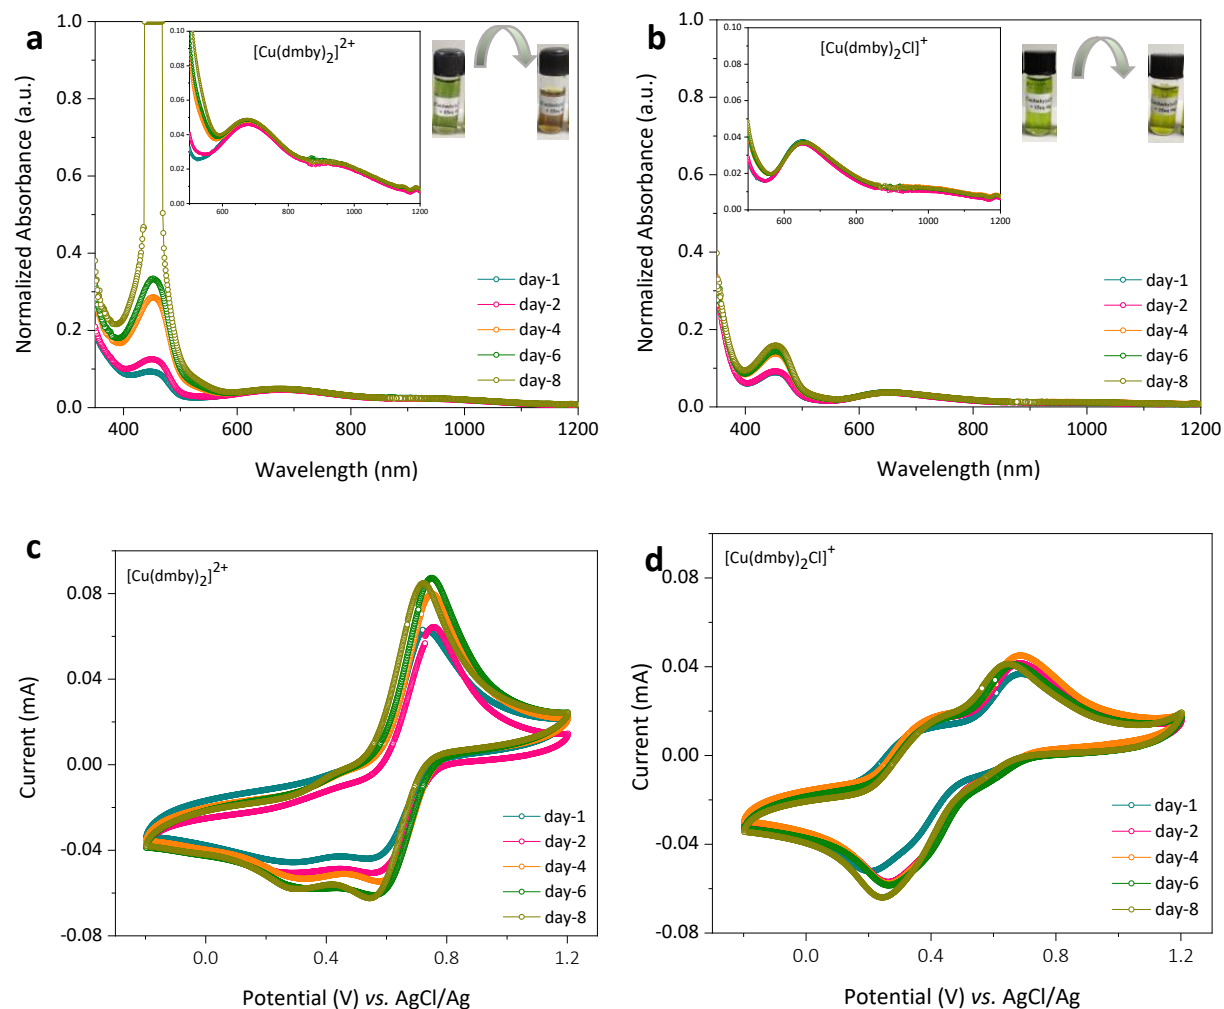 a
Normalized Absorbance (a.u.)
1.0
0.8
0.6
0.4
0.2
0.0
0.10
0.08
0.06
0.04
0.02
0.00
[Cu(dmby)2]2+
600 800 1000 1200
day-1
day-2
day-4
day-6
day-8
400 600 800 1000 1200
Wavelength (nm)
b
Normalized Absorbance (a.u.)
1.0
0.8
0.6
0.4
0.2
0.0
0.10
0.08
0.06
0.04
0.02
0.00
[Cu(dmby)2Cl]+
600 800 1000 1200
day-1
day-2
day-4
day-6
day-8
400 600 800 1000 1200
Wavelength (nm)
c
Current (mA)
0.08
0.04
0.00
-0.04
-0.08
[Cu(dmby)2]2+
day-1
day-2
day-4
day-6
day-8
0.0 0.4 0.8 1.2
Potential (V) vs. AgCl/Ag
d
Current (mA)
0.08
0.04
0.00
-0.04
-0.08
[Cu(dmby)2Cl]+
day-1
day-2
day-4
day-6
day-8
0.0 0.4 0.8 1.2
Potential (V) vs. AgCl/Ag